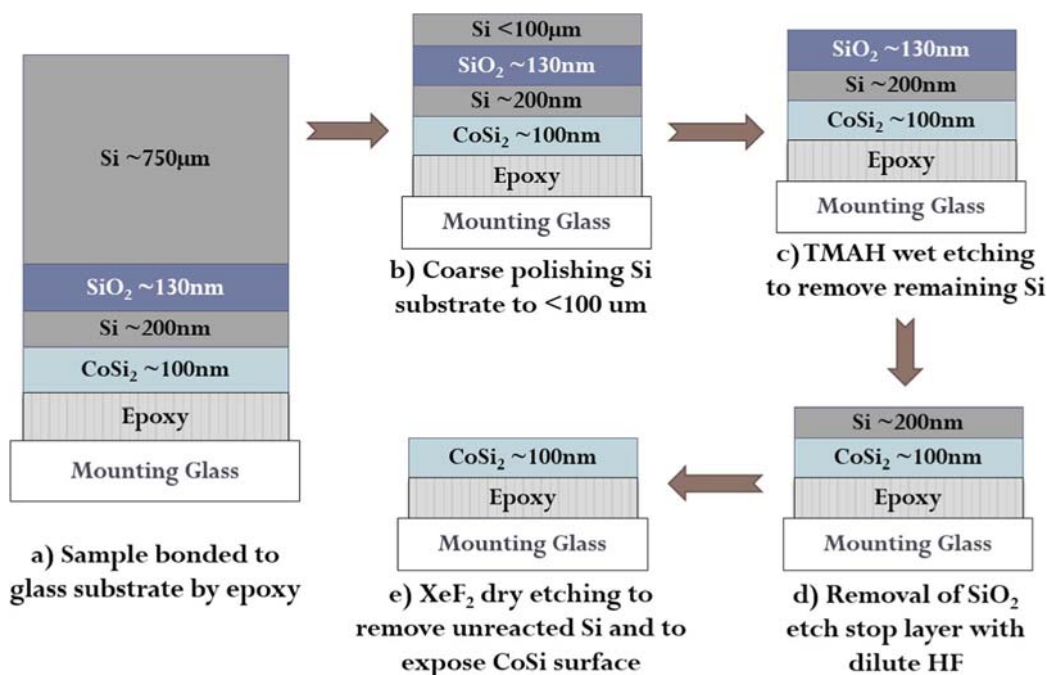 Si ~750µm
SiO₂ ~130nm
Si ~200nm
CoSi₂ ~100nm
Epoxy
Mounting Glass
a) Sample bonded to
glass substrate by epoxy
Si <100µm
SiO₂ ~130nm
Si ~200nm
CoSi₂ ~100nm
Epoxy
Mounting Glass
b) Coarse polishing Si
substrate to <100 um
SiO₂ ~130nm
Si ~200nm
CoSi₂ ~100nm
Epoxy
Mounting Glass
c) TMAH wet etching
to remove remaining Si
Si ~200nm
CoSi₂ ~100nm
Epoxy
Mounting Glass
d) Removal of SiO₂
etch stop layer with
dilute HF
CoSi₂ ~100nm
Epoxy
Mounting Glass
e) XeF₂ dry etching to
remove unreacted Si and to
expose CoSi surface